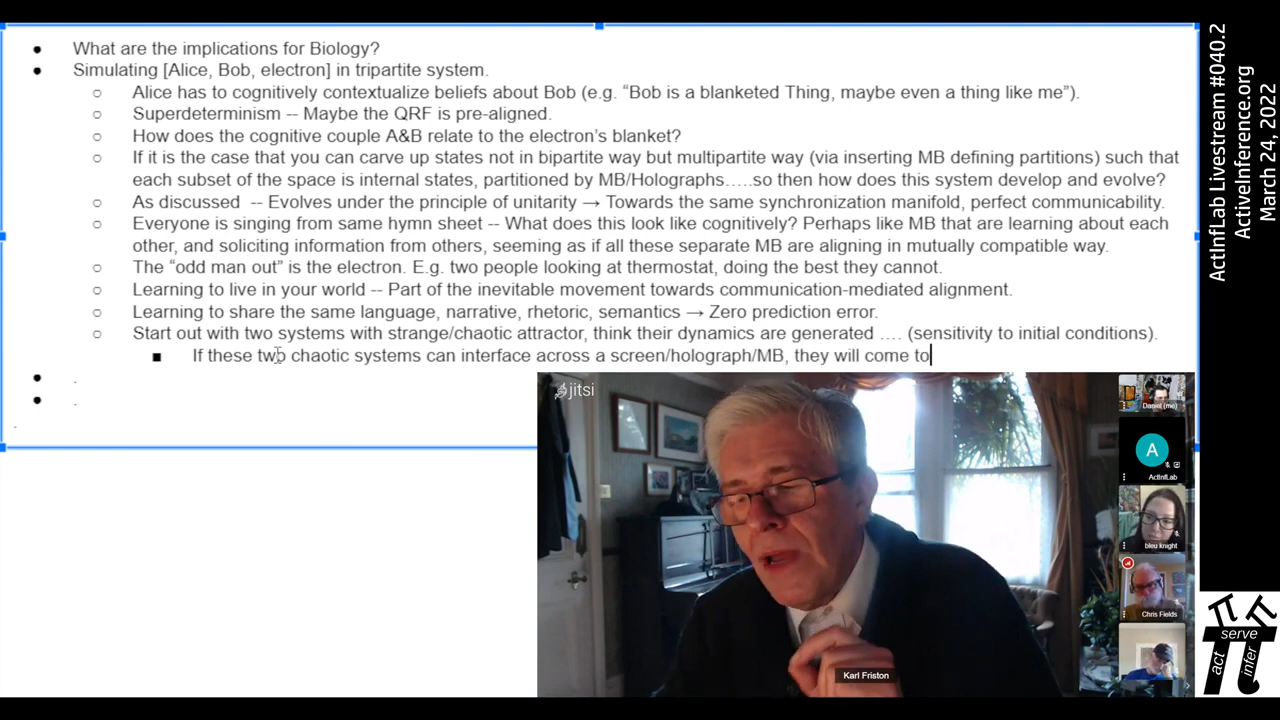 What are the implications for Biology?
Simulating [Alice, Bob, electron] in tripartite system.
Alice has to cognitively contextualize beliefs about Bob (e.g. “Bob is a blanketed Thing, maybe even a thing like me”).
Superdeterminism -- Maybe the QRF is pre-aligned.
How does the cognitive couple A&B relate to the electron’s blanket?
If it is the case that you can carve up states not in bipartite way but multipartite way (via inserting MB defining partitions) such that
each subset of the space is internal states, partitioned by MB/Holographs…..so then how does this system develop and evolve?
As discussed -- Evolves under the principle of unitarity → Towards the same synchronization manifold, perfect communicability.
Everyone is singing from same hymn sheet -- What does this look like cognitively? Perhaps like MB that are learning about each
other, and soliciting information from others, seening as if all these separate MB are aligning in mutually compatible way.
The “odd man out” is the electron. E.g. two people looking at thermostat, doing the best they cannot.
Learning to live in your world -- Part of the inevitable movement towards communication-mediated alignment.
Learning to share the same language, narrative, rhetoric, semantics → Zero prediction error.
Start out with two systems with strange/chaotic attractor, think their dynamics are generated …. (sensitivity to initial conditions).
If these two chaotic systems can interface across a screen/holograph/MB, they will come to
.
.
jitsi
Karl Friston
Daniel (me)
A
ActInfLab
bleu knight
Chris Fields
ActInfLab Livestream #040.2
ActiveInference.org
March 24, 2022
act
serve
infer